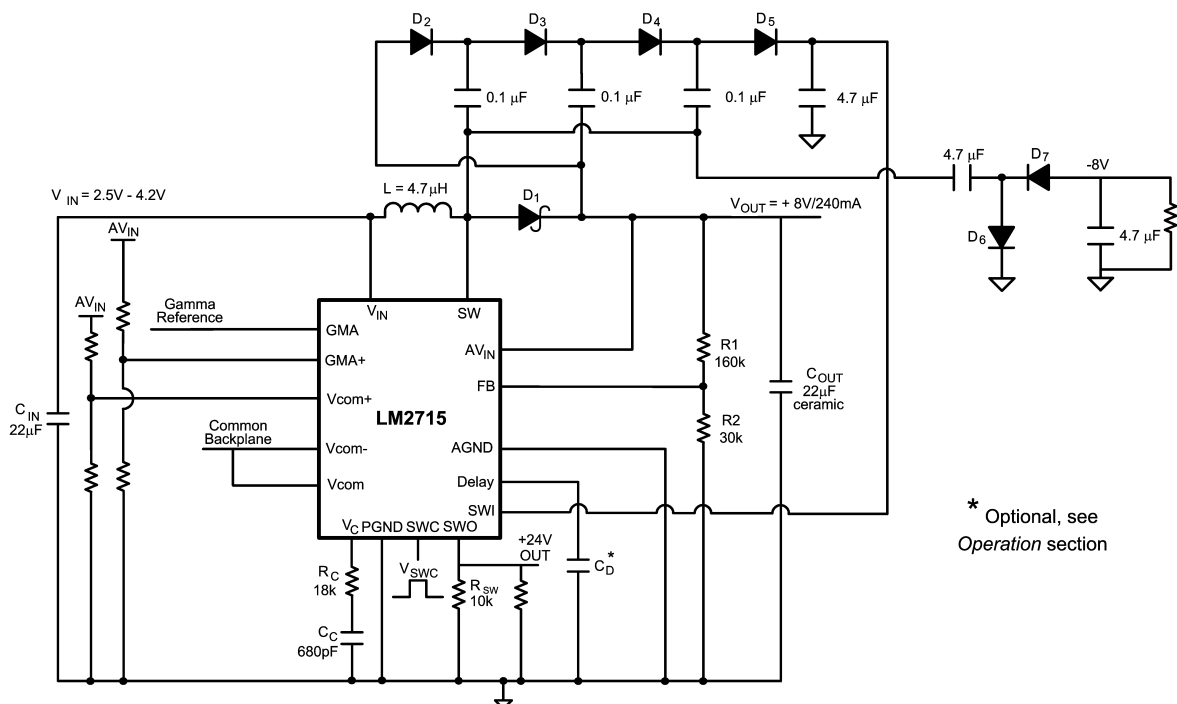 D2
D3
D4
D5
0.1 µF
0.1 µF
0.1 µF
4.7 µF
4.7 µF
D7
-8V
V IN = 2.5V - 4.2V
L = 4.7µH
D1
VOUT = + 8V/240mA
D6
4.7 µF
AVIN
AVIN
Gamma
Reference
VIN
SW
GMA
AVIN
R1
160k
GMA+
FB
COUT
22µF
ceramic
CIN
22µF
Vcom+
LM2715
R2
30k
Common
Backplane
Vcom-
AGND
Vcom
Delay
SWI
VC
PGND
SWC
SWO
+24V
OUT
* Optional, see
Operation section
RC
18k
VSWC
RSW
10k
CD*
CC
680pF